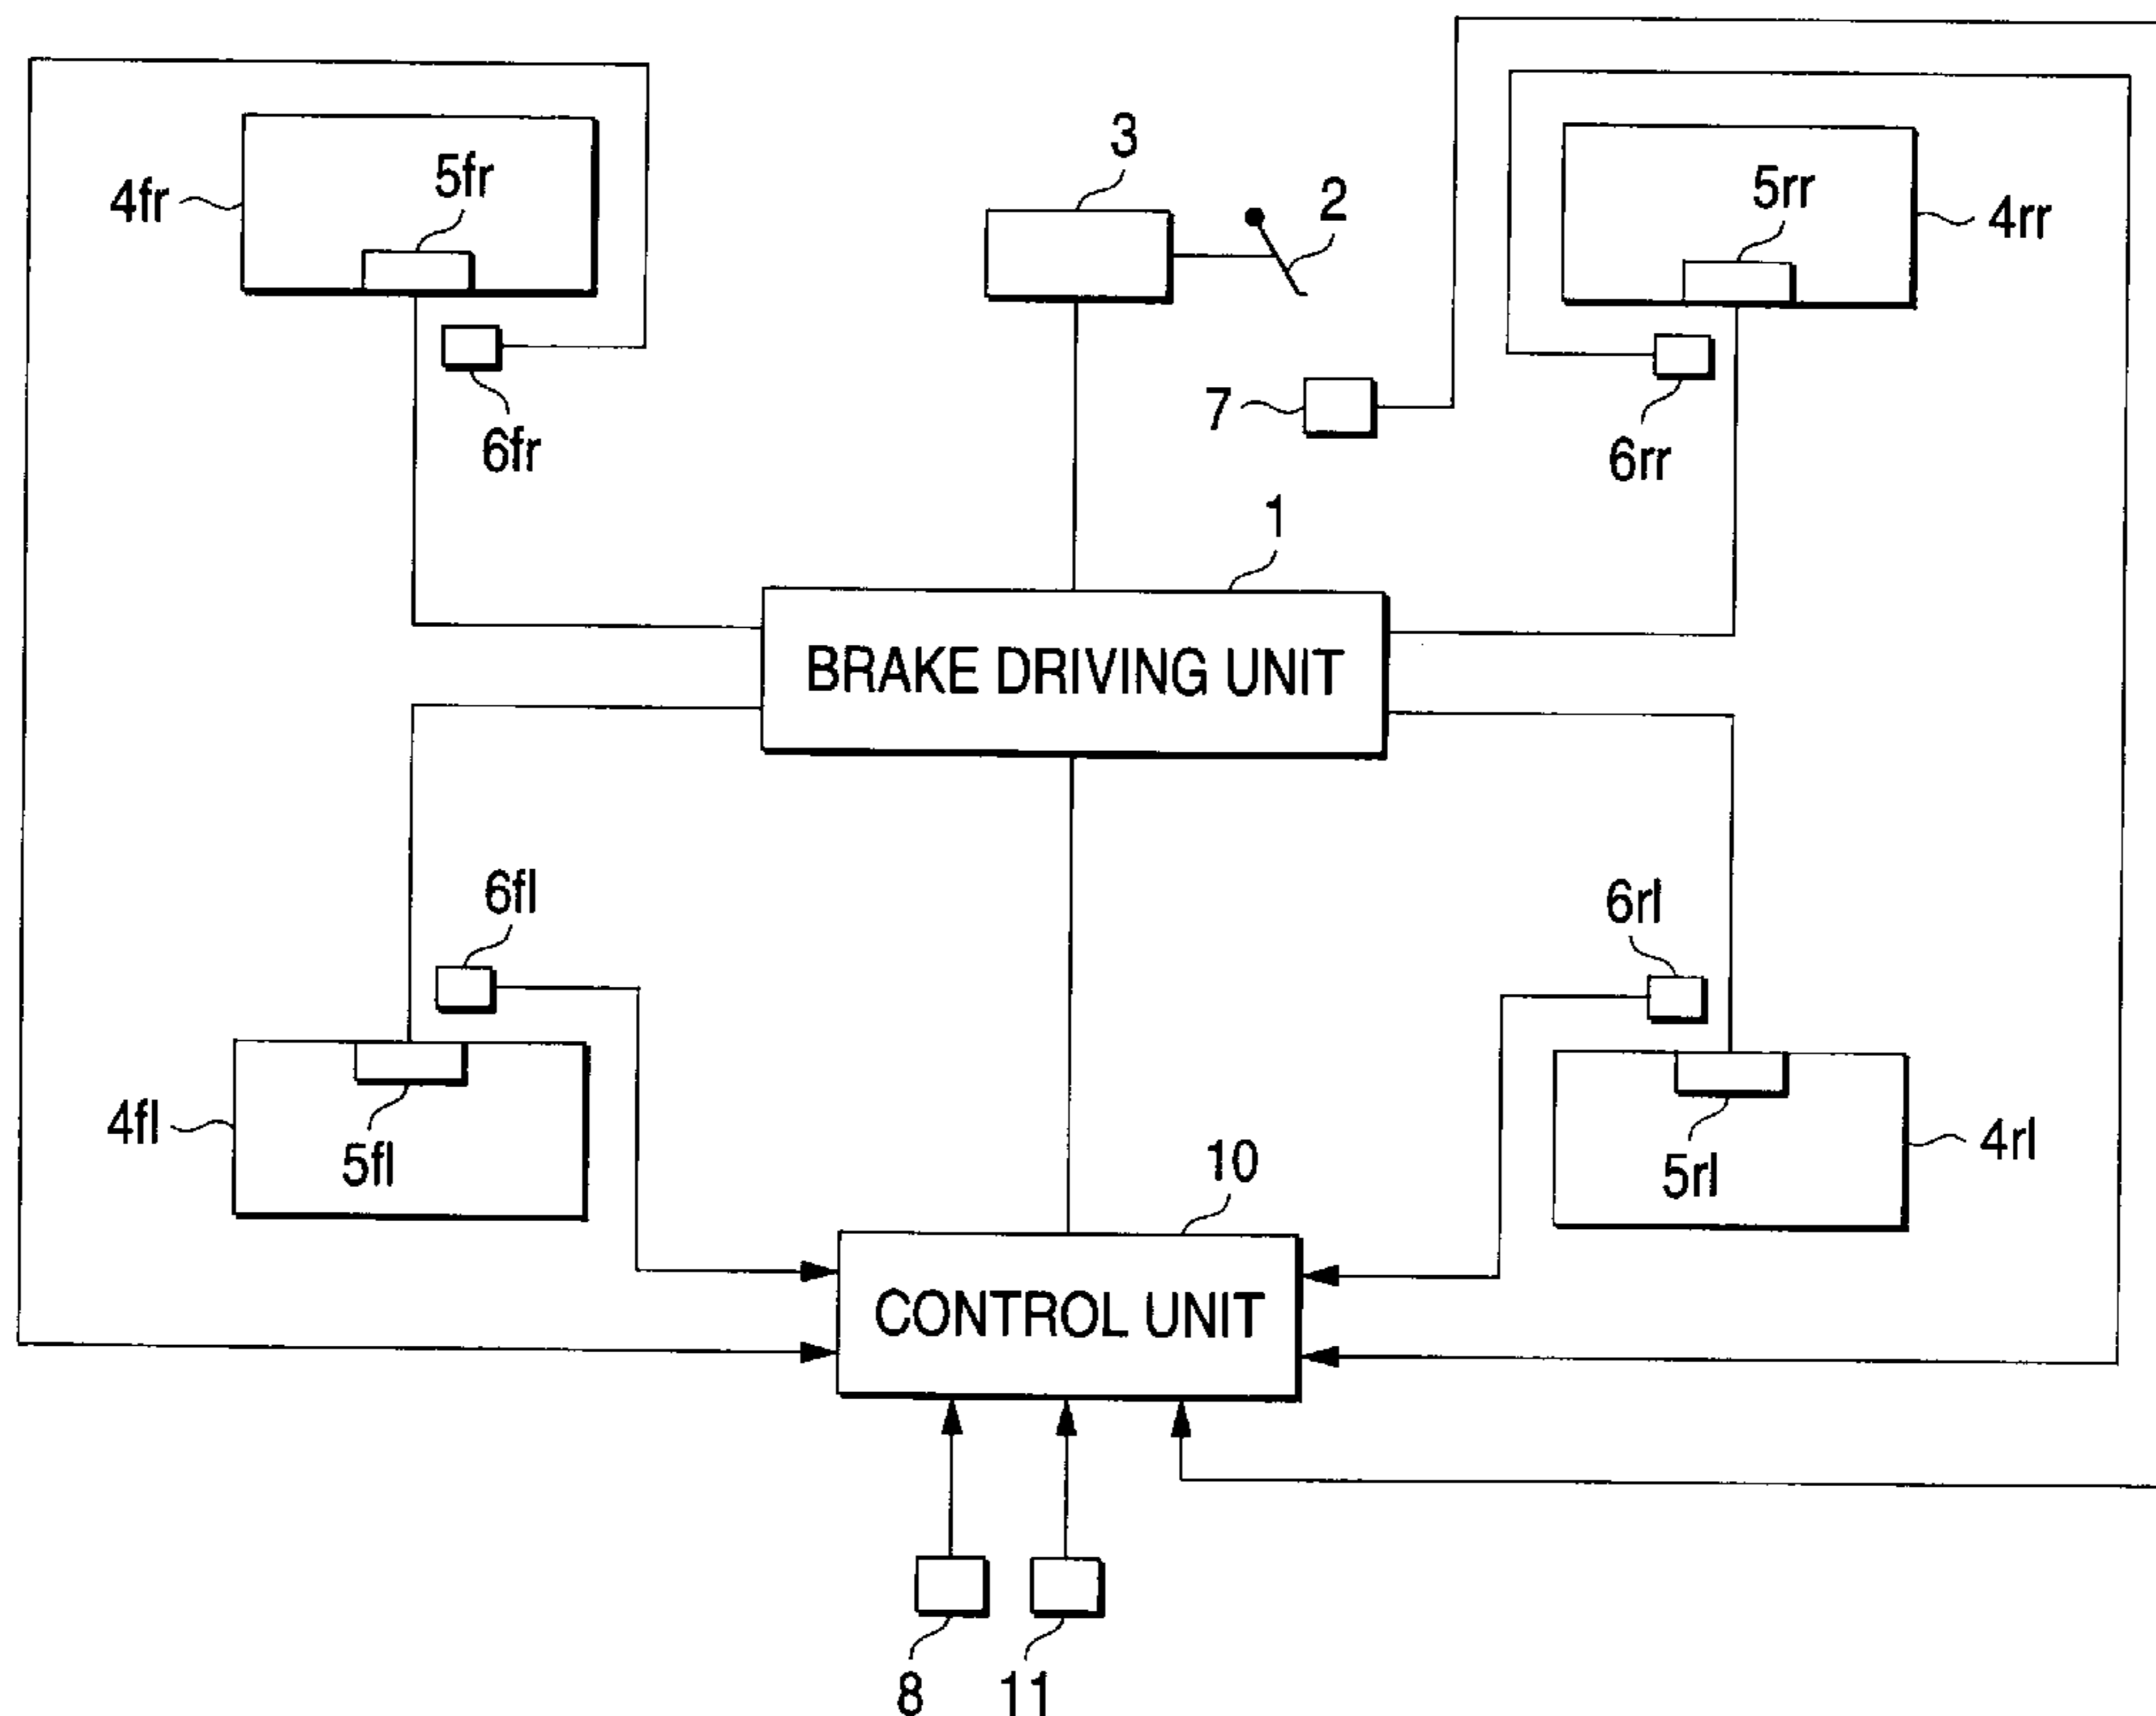 3
5fr
5rr
2
4fr
4rr
7
6fr
6rr
1
BRAKE DRIVING UNIT
6fl
6rl
4fl
5fl
10
5rl
4rl
CONTROL UNIT
8
11